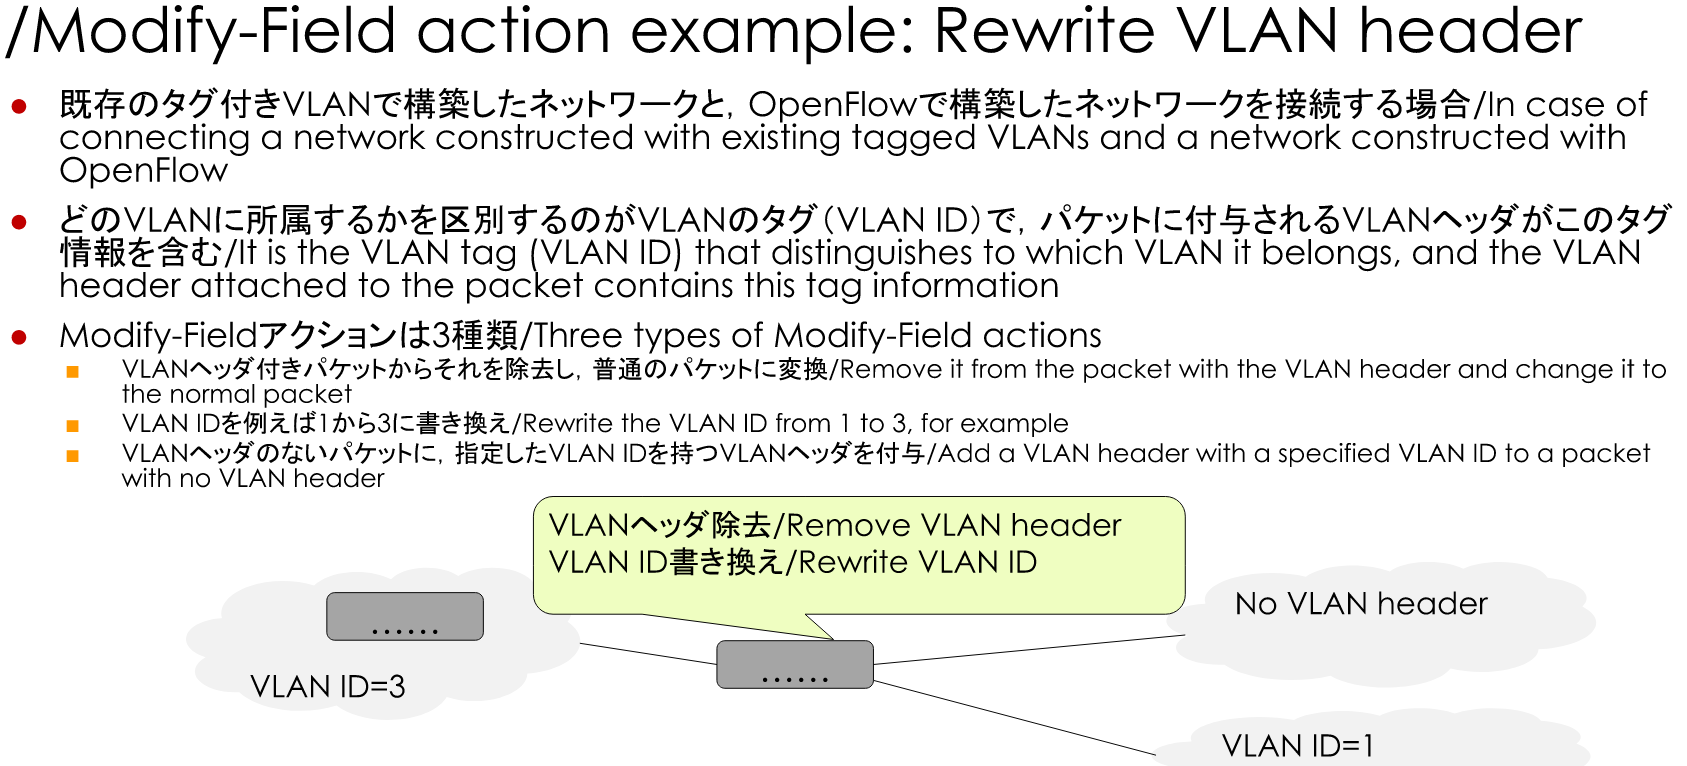 /Modify-Field action example: Rewrite VLAN header
● 既存のタグ付きVLANで構築したネットワークと，OpenFlowで構築したネットワークを接続する場合/In case of
connecting a network constructed with existing tagged VLANs and a network constructed with
OpenFlow
● どのVLANに所属するかを区別するのがVLANのタグ（VLAN ID）で，パケットに付与されるVLANヘッダがこのタグ
情報を含む/It is the VLAN tag (VLAN ID) that distinguishes to which VLAN it belongs, and the VLAN
header attached to the packet contains this tag information
● Modify-Fieldアクションは3種類/Three types of Modify-Field actions
■ VLANヘッダ付きパケットからそれを除去し，普通のパケットに変換/Remove it from the packet with the VLAN header and change it to
the normal packet
■ VLAN IDを例えば1から3に書き換え/Rewrite the VLAN ID from 1 to 3, for example
■ VLANヘッダのないパケットに，指定したVLAN IDを持つVLANヘッダを付与/Add a VLAN header with a specified VLAN ID to a packet
with no VLAN header
VLANヘッダ除去/Remove VLAN header
VLAN ID書き換え/Rewrite VLAN ID
No VLAN header
......
......
VLAN ID=3
VLAN ID=1